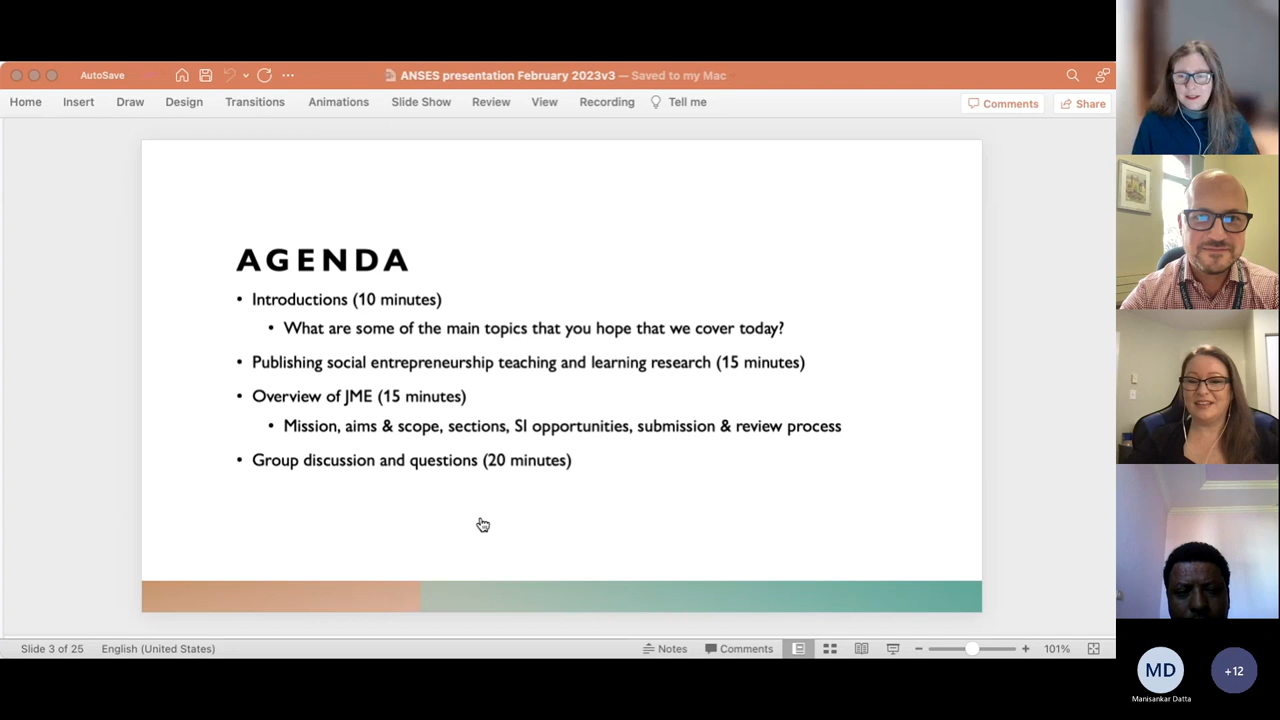 AutoSave
ANSES presentation February 2023v3 — Saved to my Mac
Home Insert Draw Design Transitions Animations Slide Show Review View Recording Tell me
Comments Share
AGENDA
• Introductions (10 minutes)
• What are some of the main topics that you hope that we cover today?
• Publishing social entrepreneurship teaching and learning research (15 minutes)
• Overview of JME (15 minutes)
• Mission, aims & scope, sections, SI opportunities, submission & review process
• Group discussion and questions (20 minutes)
Slide 3 of 25 English (United States) Notes Comments 101%
MD +12
Manisankar Datta